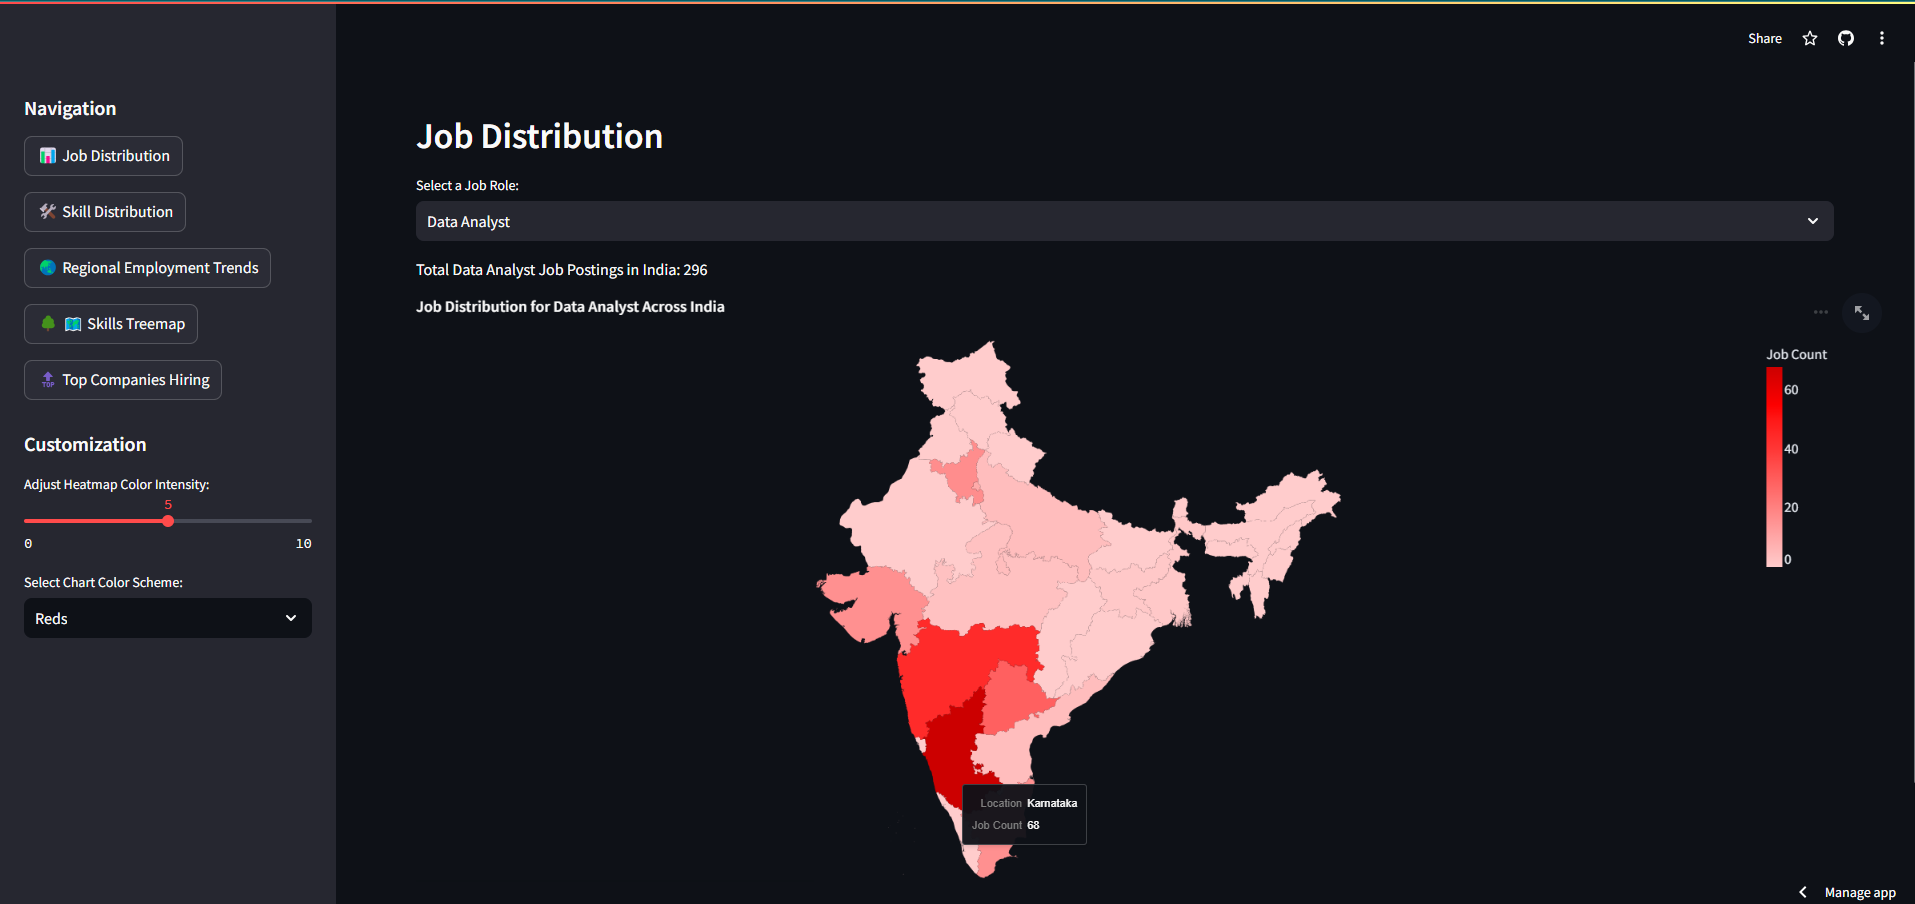 Share
Navigation
Job Distribution
Skill Distribution
Regional Employment Trends
Skills Treemap
TOP
Top Companies Hiring
Customization
Adjust Heatmap Color Intensity:
5
0 10
Select Chart Color Scheme:
Reds
Job Distribution
Select a Job Role:
Data Analyst
Total Data Analyst Job Postings in India: 296
Job Distribution for Data Analyst Across India
Job Count
60
40
20
0
Location Karnataka
Job Count 68
Manage app